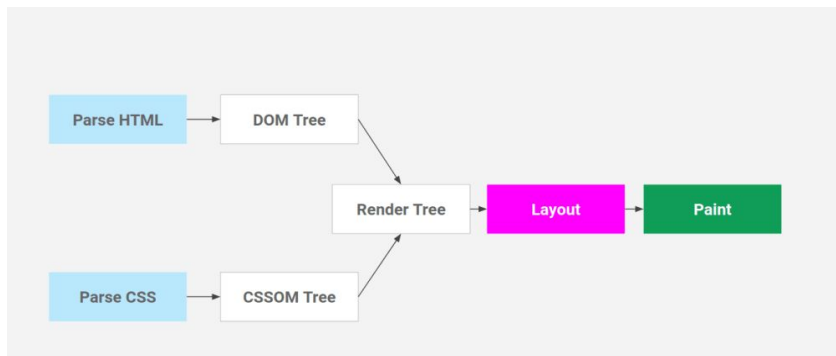 Parse HTML
DOM Tree
Render Tree
Layout
Paint
Parse CSS
CSSOM Tree